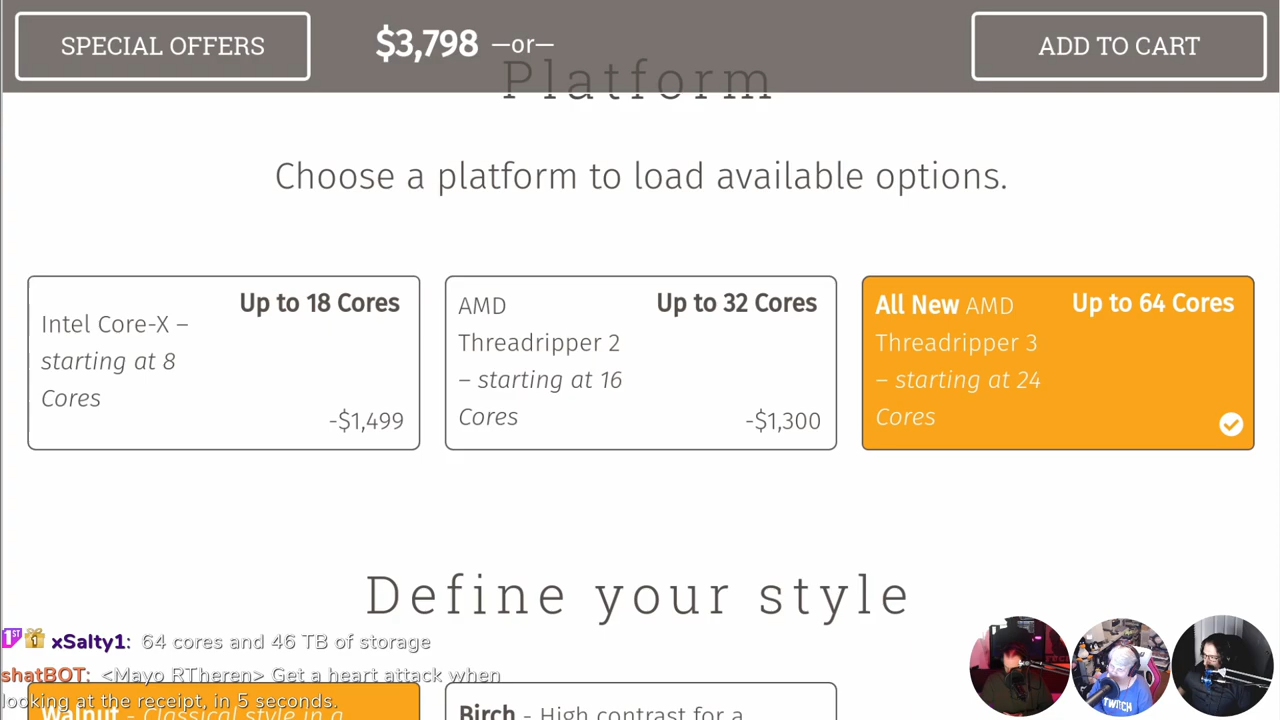 SPECIAL OFFERS
$3,798 —or—
ADD TO CART
Platform
Choose a platform to load available options.
Intel Core-X –
starting at 8
Cores
Up to 18 Cores
-$1,499
AMD
Threadripper 2
– starting at 16
Cores
Up to 32 Cores
-$1,300
All New AMD
Threadripper 3
– starting at 24
Cores
Up to 64 Cores
Define your style
1ST 1 xSalty1: 64 cores and 46 TB of storage
shatBOT: <Mayo RTheren> Get a heart attack when
looking at the receipt, in 5 seconds.
Walnut - Classical style in a
Birch - High contrast for a
TWITCH